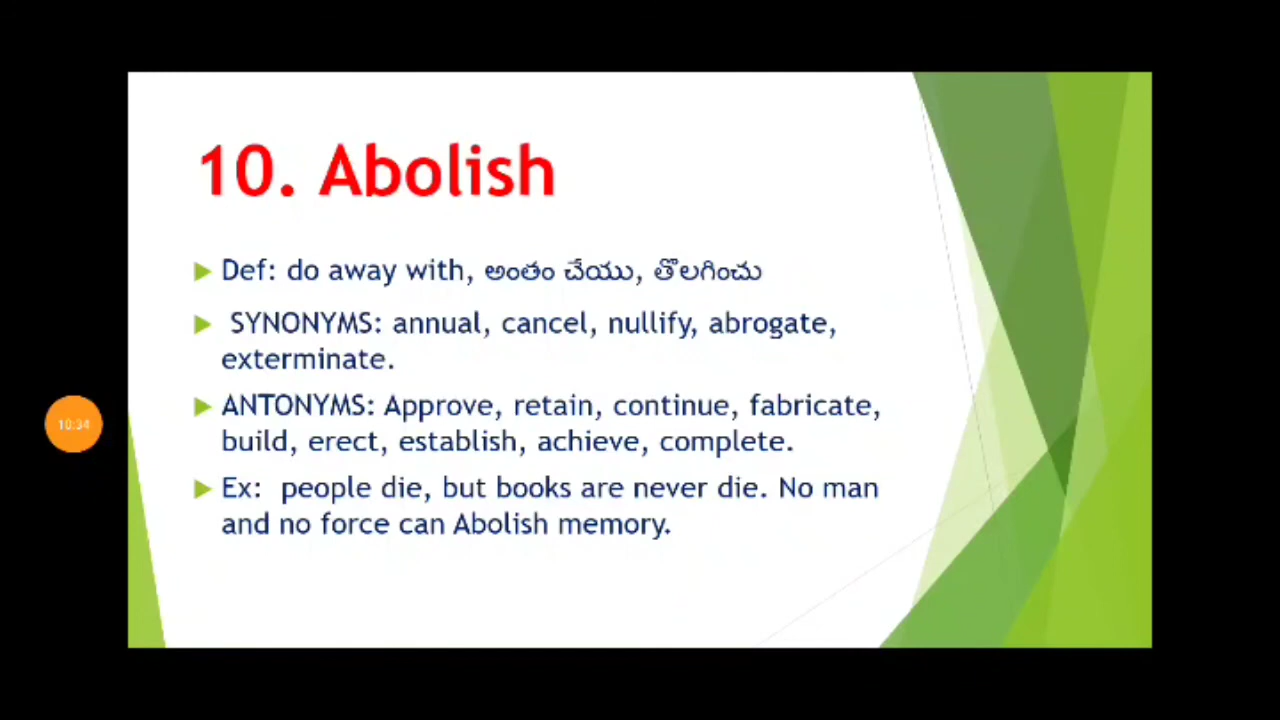 10. Abolish
Def: do away with, అంతం చేయు, తొలగించు
SYNONYMS: annual, cancel, nullify, abrogate,
exterminate.
ANTONYMS: Approve, retain, continue, fabricate,
build, erect, establish, achieve, complete.
10:34
Ex: people die, but books are never die. No man
and no force can Abolish memory.